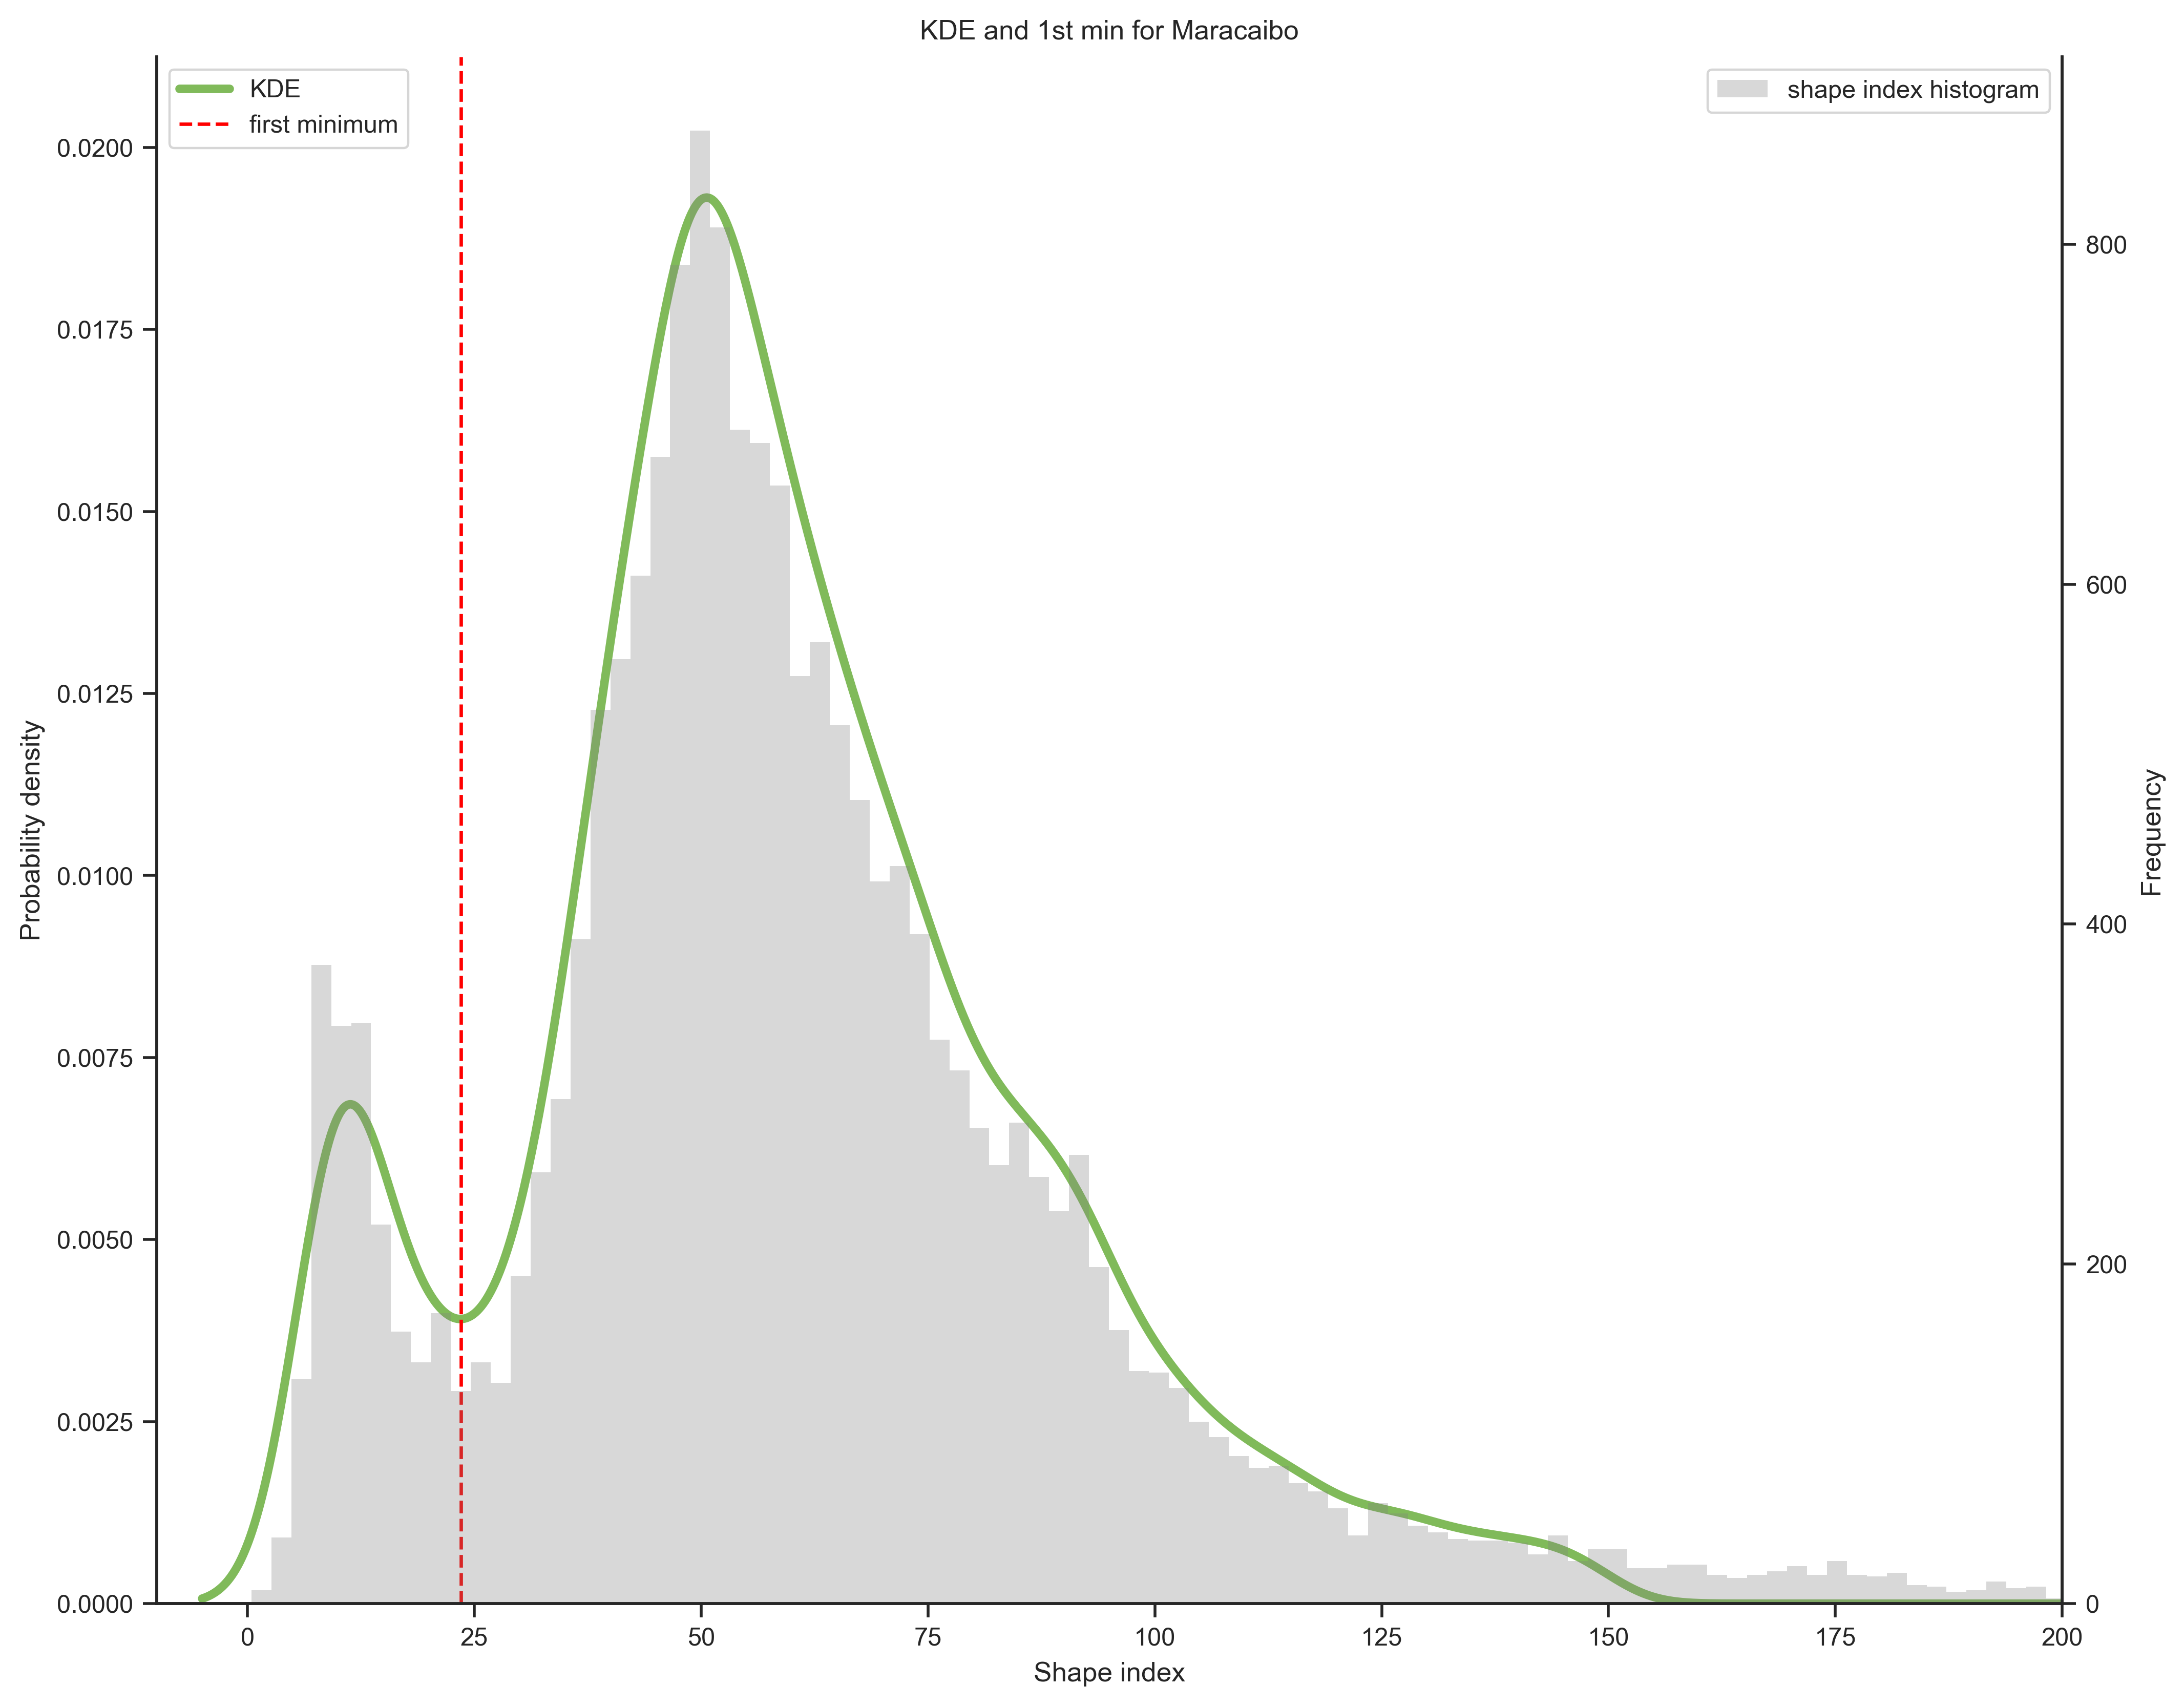 KDE and 1st min for Maracaibo
KDE
first minimum
shape index histogram
0.0200
0.0175
0.0150
0.0125
0.0100
0.0075
0.0050
0.0025
0.0000
Probability density
800
600
400
200
0
Frequency
0 25 50 75 100 125 150 175 200
Shape index